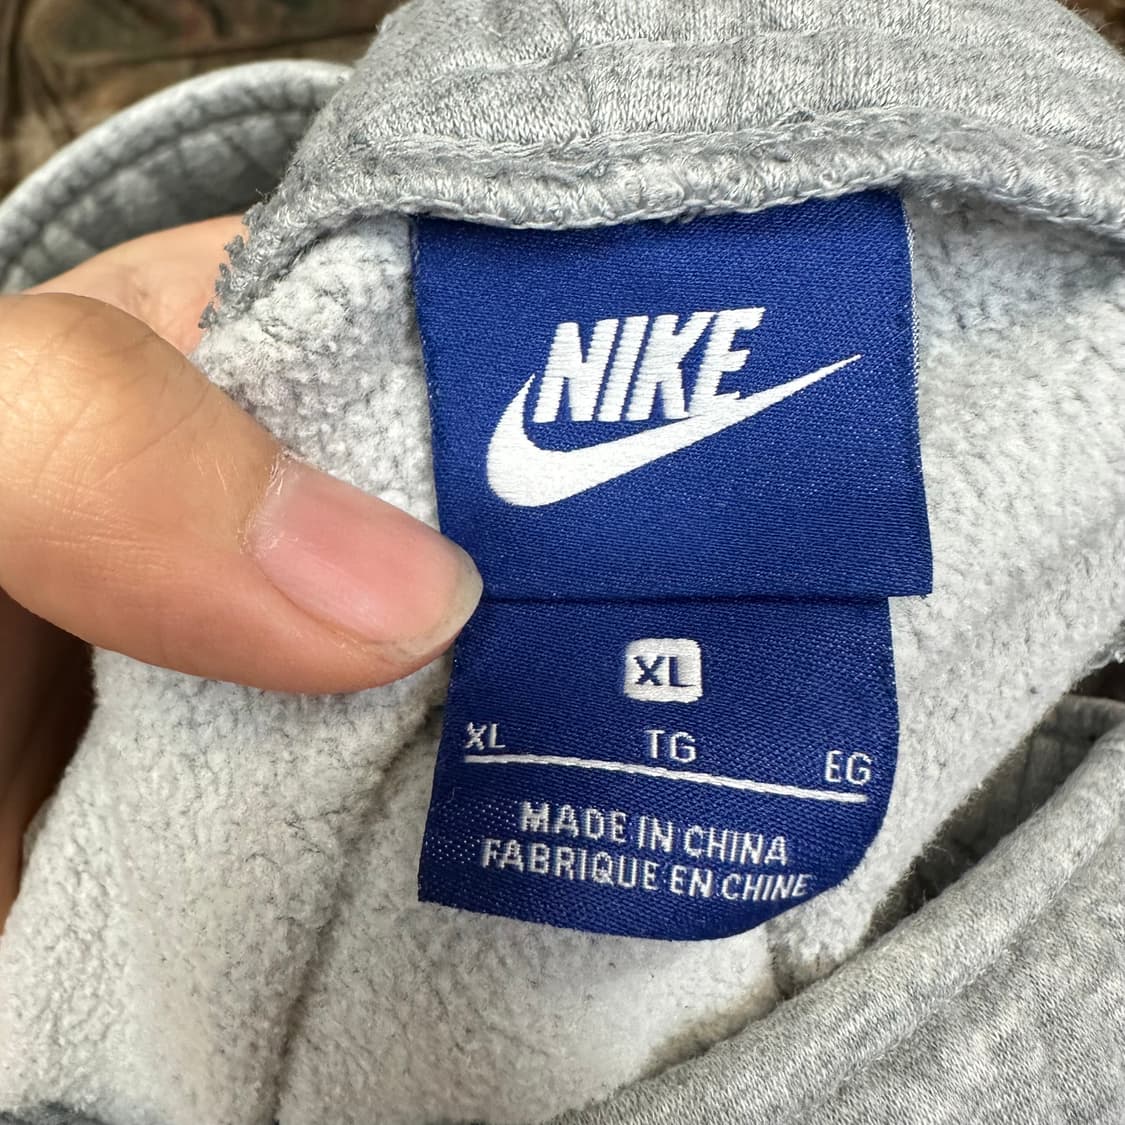 NIKE
XL
XL TG EG
MADE IN CHINA
FABRIQUE EN CHINE